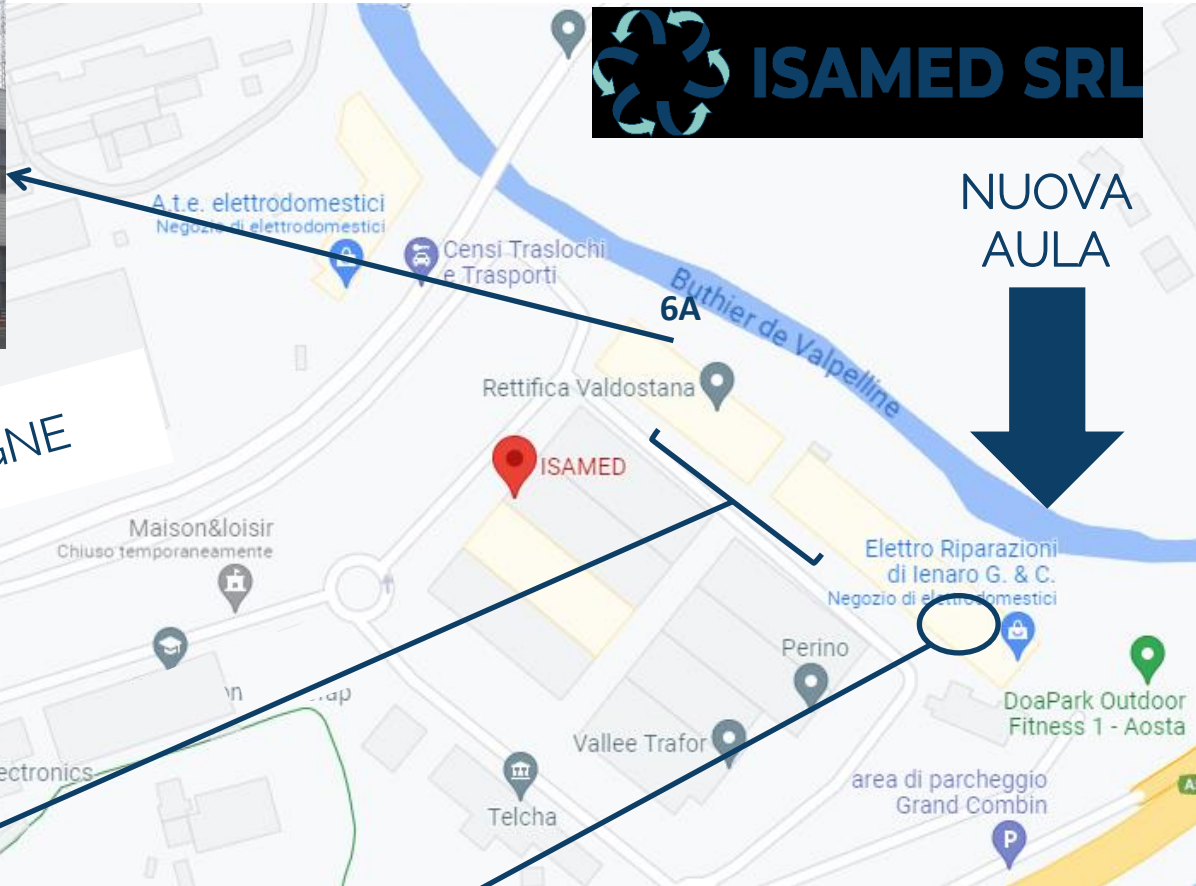 ISAMED SRL
NUOVA
AULA
A.t.e. elettrodomestici
Negozio di elettrodomestici
Censi Traslochi
e Trasporti
6A
Buthier de Valpelline
Rettifica Valdostana
ISAMED
Maison&loisir
Chiuso temporaneamente
Elettro Riparazioni
di Ienaro G. & C.
Negozio di elettrodomestici
Perino
DoaPark Outdoor
Fitness 1 - Aosta
Vallee Trafor
area di parcheggio
Grand Combin
Telcha